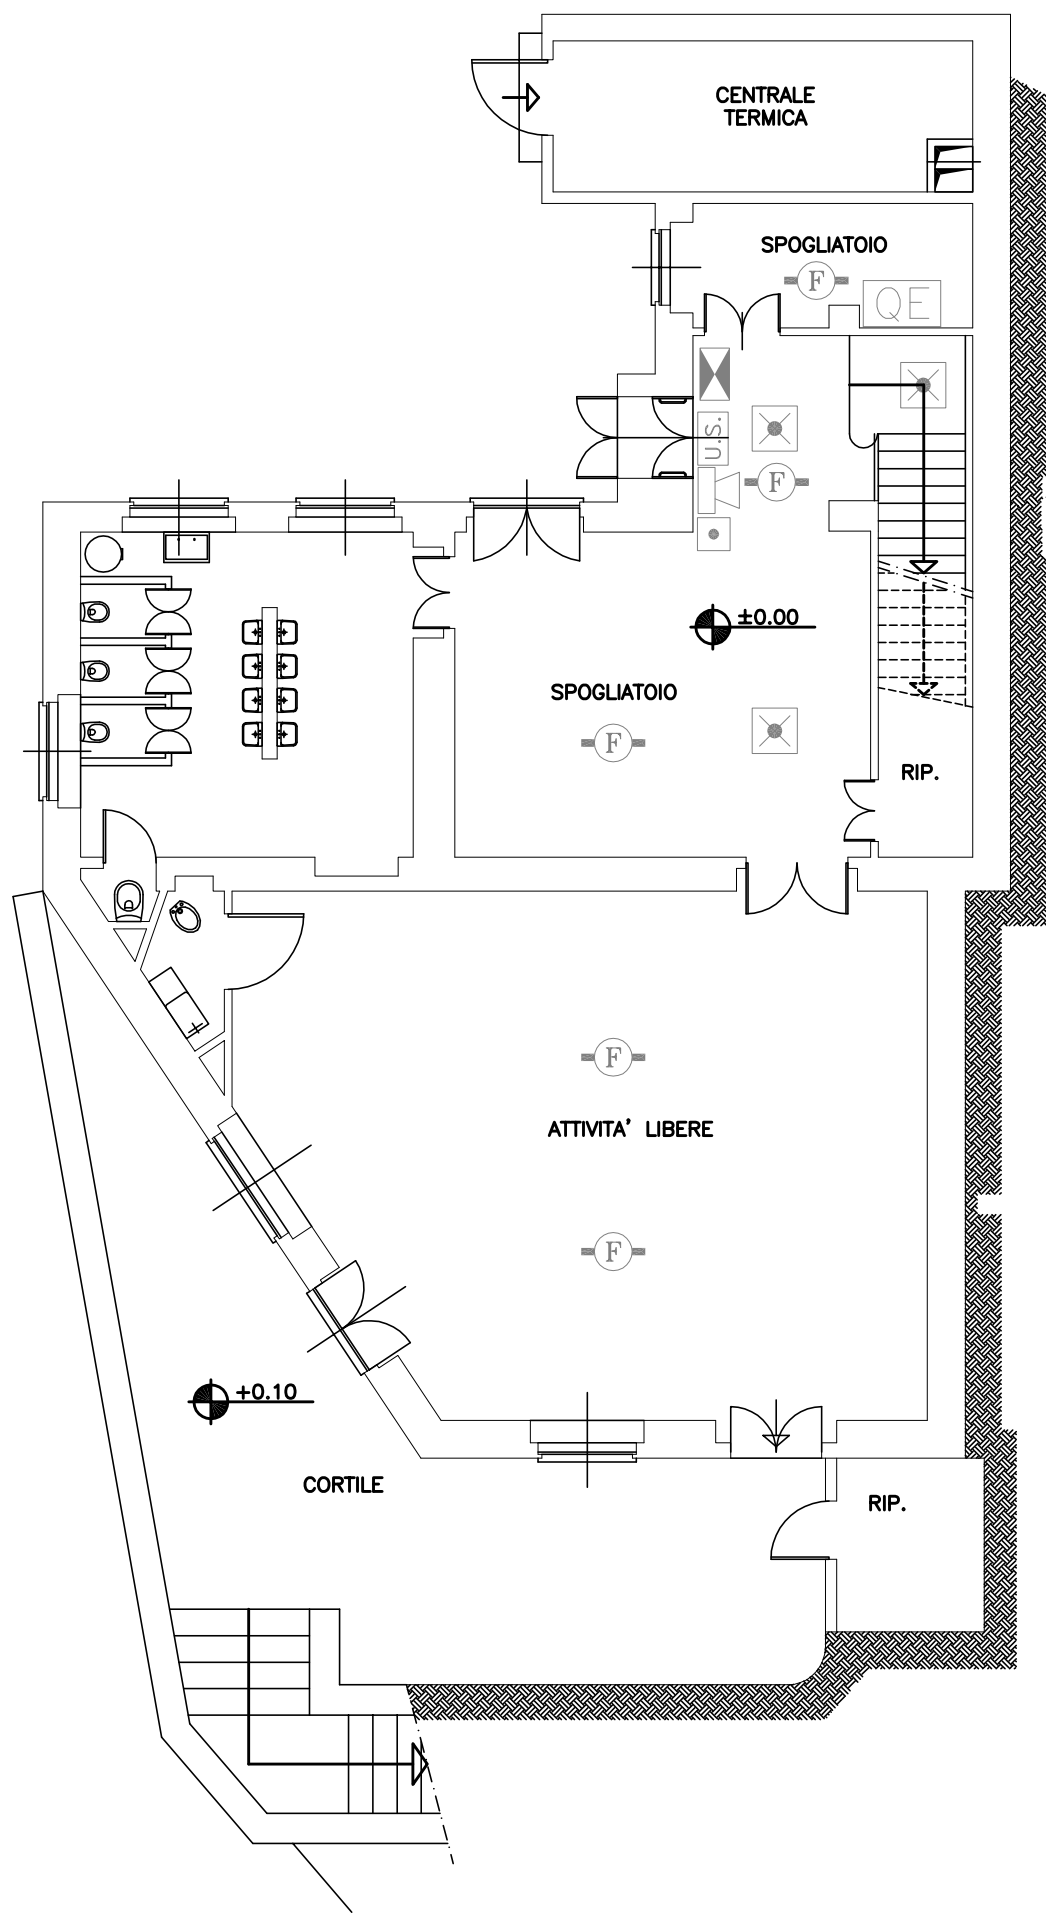 CENTRALE
TERMICA
SPOGLIATOIO
F
QE
U.S.
F
±0.00
SPOGLIATOIO
F
RIP.
F
ATTIVITA' LIBERE
F
+0.10
CORTILE
RIP.